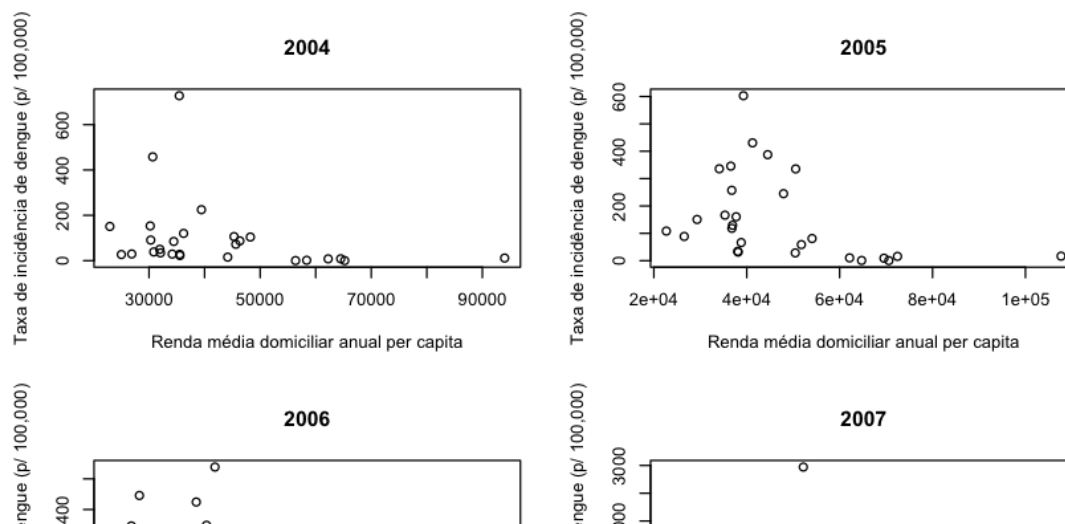 2004
Taxa de incidência de dengue (p/ 100,000)
0 200 400 600
30000 50000 70000 90000
Renda média domiciliar anual per capita
2005
Taxa de incidência de dengue (p/ 100,000)
0 200 400 600
2e+04 4e+04 6e+04 8e+04 1e+05
Renda média domiciliar anual per capita
2006
(p/ 100,000)
400
2007
(p/ 100,000)
3000